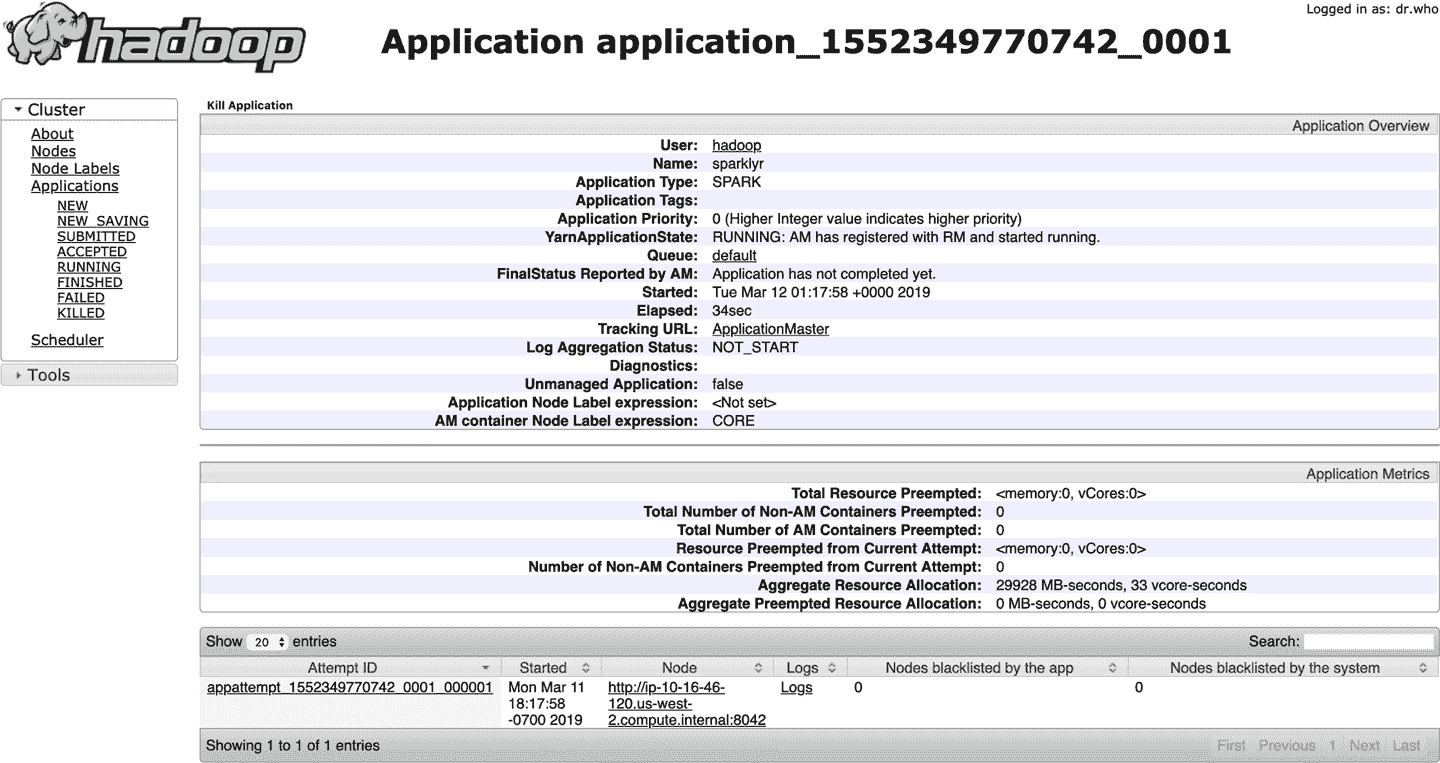 Logged in as: dr.who
hadoop
Application application_1552349770742_0001
Cluster
About
Nodes
Node Labels
Applications
NEW
NEW_SAVING
SUBMITTED
ACCEPTED
RUNNING
FINISHED
FAILED
KILLED
Scheduler
Tools
Kill Application
Application Overview
User: hadoop
Name: sparklyr
Application Type: SPARK
Application Tags:
Application Priority: 0 (Higher Integer value indicates higher priority)
YarnApplicationState: RUNNING: AM has registered with RM and started running.
Queue: default
FinalStatus Reported by AM: Application has not completed yet.
Started: Tue Mar 12 01:17:58 +0000 2019
Elapsed: 34sec
Tracking URL: ApplicationMaster
Log Aggregation Status: NOT_START
Diagnostics:
Unmanaged Application: false
Application Node Label expression: <Not set>
AM container Node Label expression: CORE
Application Metrics
Total Resource Preempted: <memory:0, vCores:0>
Total Number of Non-AM Containers Preempted: 0
Total Number of AM Containers Preempted: 0
Resource Preempted from Current Attempt: <memory:0, vCores:0>
Number of Non-AM Containers Preempted from Current Attempt: 0
Aggregate Resource Allocation: 29928 MB-seconds, 33 vcore-seconds
Aggregate Preempted Resource Allocation: 0 MB-seconds, 0 vcore-seconds
Show 20 entries Search:
Attempt ID Started Node Logs Nodes blacklisted by the app Nodes blacklisted by the system
appattempt_1552349770742_0001_000001 Mon Mar 11 http://ip-10-16-46- Logs 0 0
18:17:58 120.us-west-
-0700 2019 2.compute.internal:8042
Showing 1 to 1 of 1 entries First Previous 1 Next Last